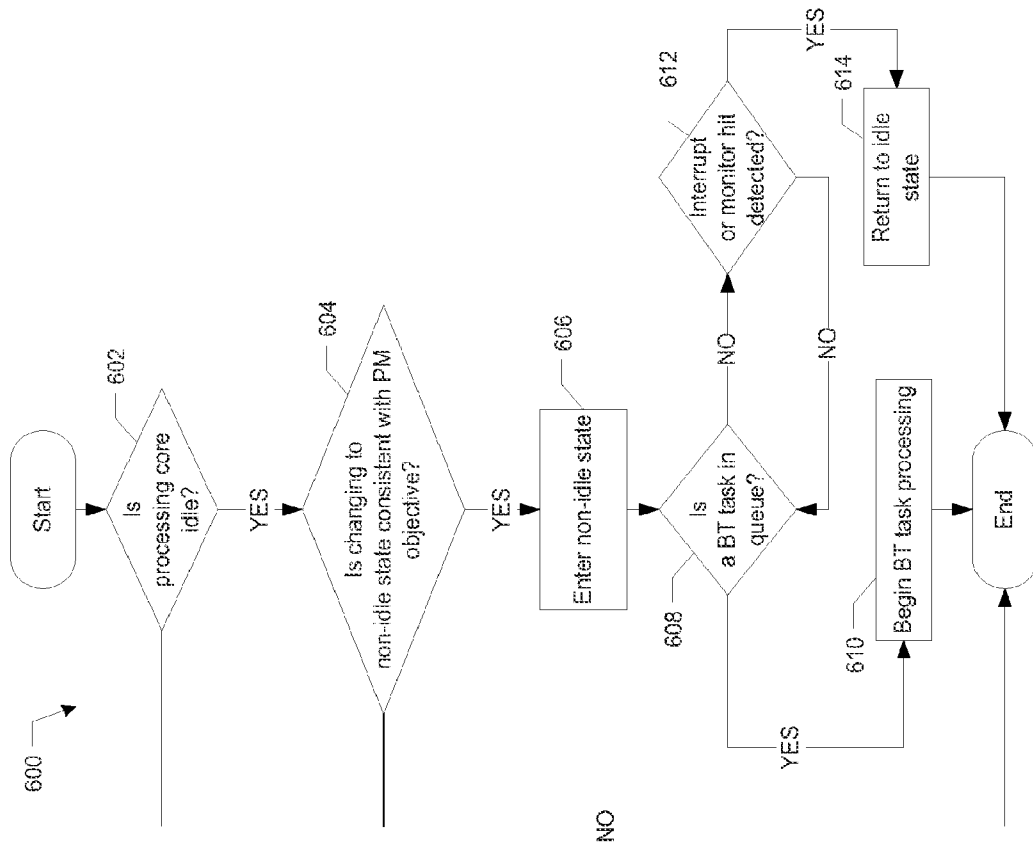 600
Start
602
Is
processing core
idle?
YES
604
Is changing to
non-idle state consistent with PM
objective?
YES
606
Enter non-idle state
608
Is
a BT task in
queue?
NO
612
Interrupt
or monitor hit
detected?
YES
NO
614
Return to idle
state
YES
610
Begin BT task processing
NO
End